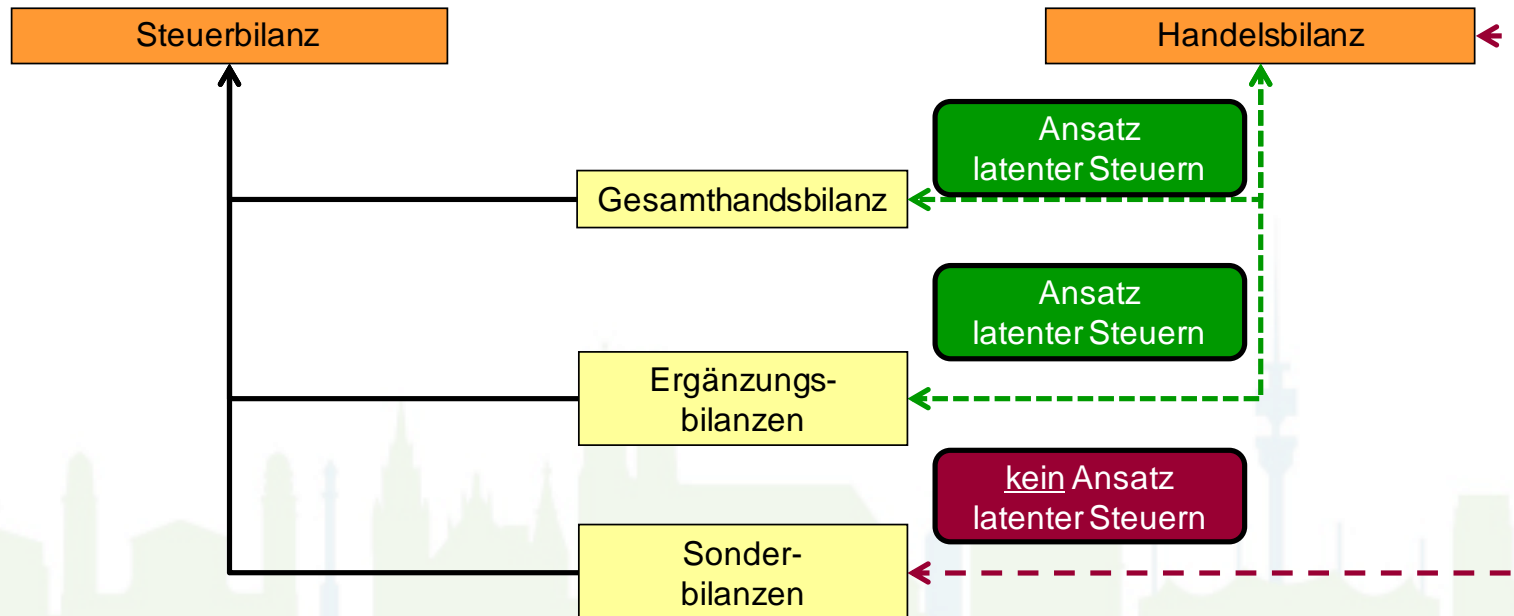 Steuerbilanz
Handelsbilanz
Ansatz
latenter Steuern
Gesamthandsbilanz
Ansatz
latenter Steuern
Ergänzungs-
bilanzen
kein Ansatz
latenter Steuern
Sonder-
bilanzen